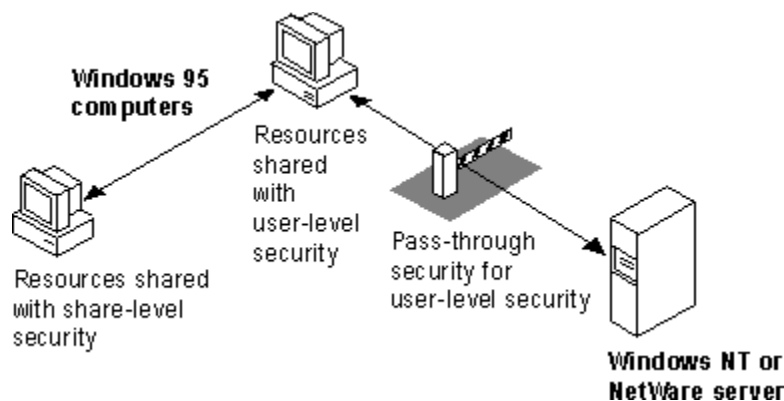 Windows 95
computers
Resources
shared
with
user-level
security
Pass-through
security for
user-level security
Resources shared
with share-level
security
Windows NT or
NetWare server